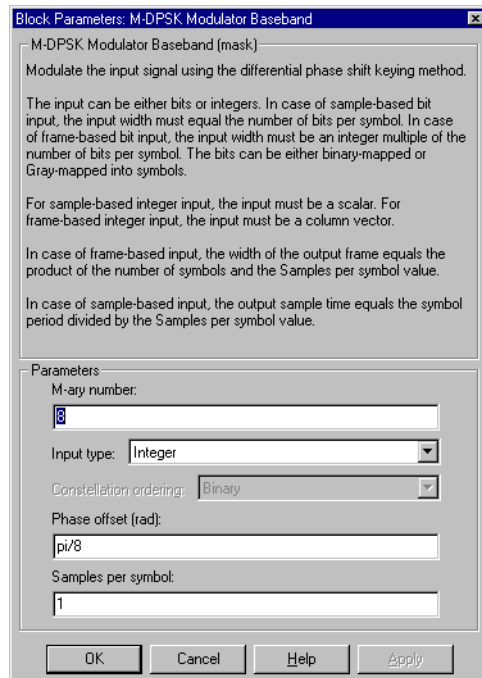 Block Parameters: M-DPSK Modulator Baseband
M-DPSK Modulator Baseband (mask)
Modulate the input signal using the differential phase shift keying method.
The input can be either bits or integers. In case of sample-based bit
input, the input width must equal the number of bits per symbol. In case
of frame-based bit input, the input width must be an integer multiple of the
number of bits per symbol. The bits can be either binary-mapped or
Gray-mapped into symbols.
For sample-based integer input, the input must be a scalar. For
frame-based integer input, the input must be a column vector.
In case of frame-based input, the width of the output frame equals the
product of the number of symbols and the Samples per symbol value.
In case of sample-based input, the output sample time equals the symbol
period divided by the Samples per symbol value.
Parameters
M-ary number:
8
Input type: Integer
Constellation ordering: Binary
Phase offset (rad):
pi/8
Samples per symbol:
1
OK Cancel Help Apply